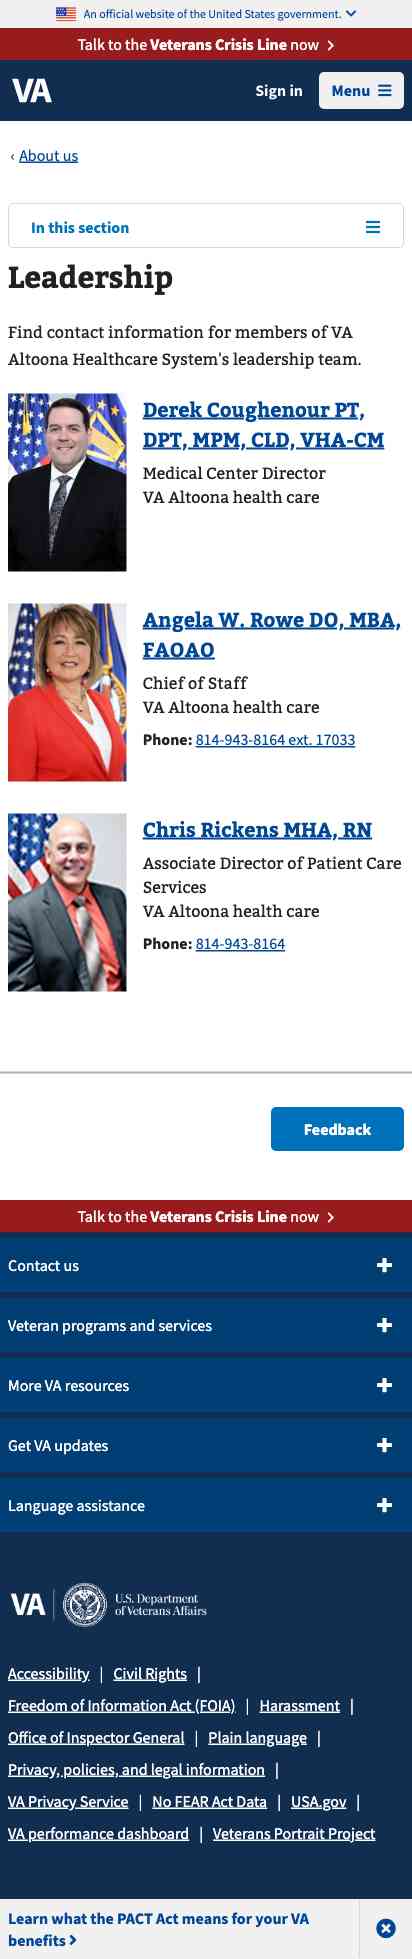 An official website of the United States government.
Talk to the Veterans Crisis Line now
VA
Sign in
Menu
‹ About us
In this section
Leadership
Find contact information for members of VA
Altoona Healthcare System's leadership team.
Derek Coughenour PT,
DPT, MPM, CLD, VHA-CM
Medical Center Director
VA Altoona health care
Angela W. Rowe DO, MBA,
FAOAO
Chief of Staff
VA Altoona health care
Phone: 814-943-8164 ext. 17033
Chris Rickens MHA, RN
Associate Director of Patient Care
Services
VA Altoona health care
Phone: 814-943-8164
Feedback
Talk to the Veterans Crisis Line now
Contact us
Veteran programs and services
More VA resources
Get VA updates
Language assistance
VA | U.S. Department
of Veterans Affairs
Accessibility | Civil Rights |
Freedom of Information Act (FOIA) | Harassment |
Office of Inspector General | Plain language |
Privacy, policies, and legal information |
VA Privacy Service | No FEAR Act Data | USA.gov |
VA performance dashboard | Veterans Portrait Project
Learn what the PACT Act means for your VA
benefits